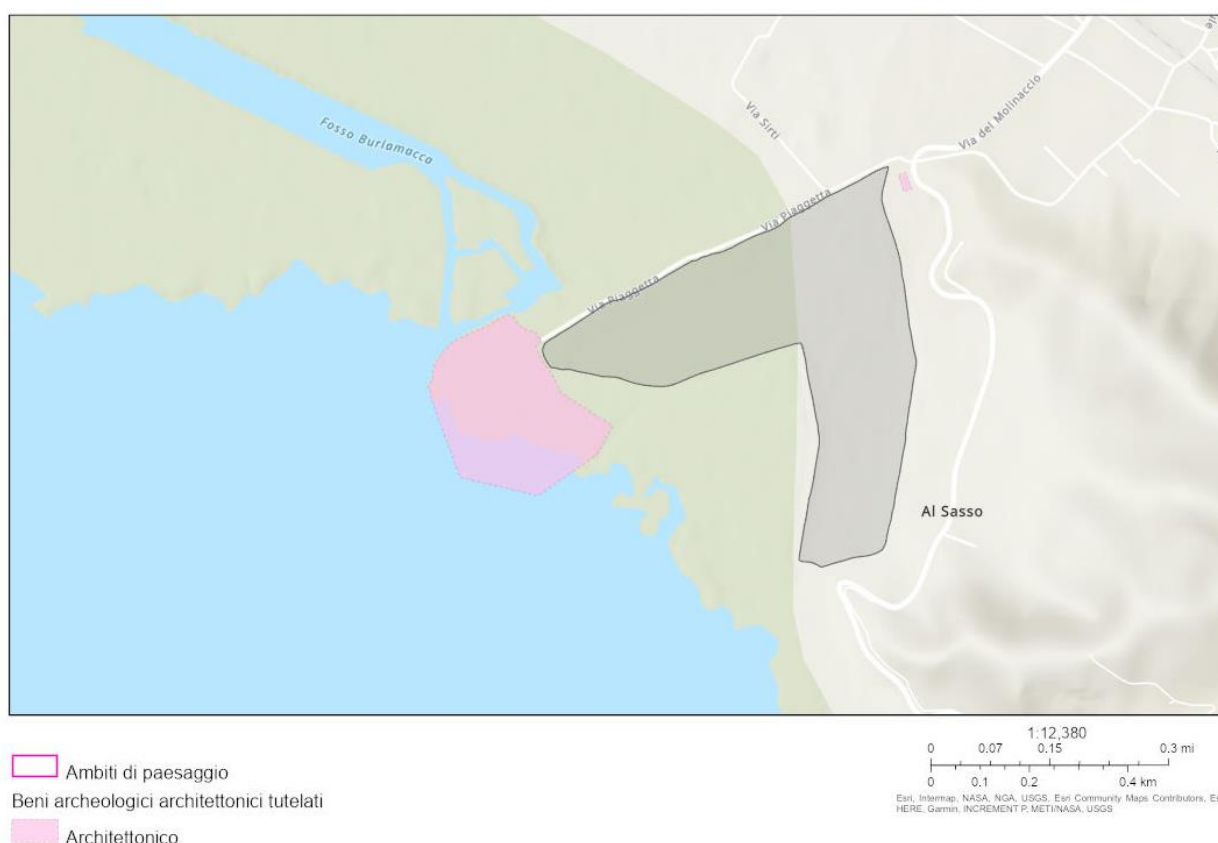 Fosso Burlamacca
Via Sirti
Via del Molinaccio
Via Piaggetta
Via Piaggetta
Al Sasso
Ambiti di paesaggio
Beni archeologici architettonici tutelati
Architettonico
1:12,380
0 0.07 0.15 0.3 mi
0 0.1 0.2 0.4 km
Esri, Intermap, NASA, NGA, USGS, Esri Community Maps Contributors,
HERE, Garmin, INCREMENT P, METI/NASA, USGS